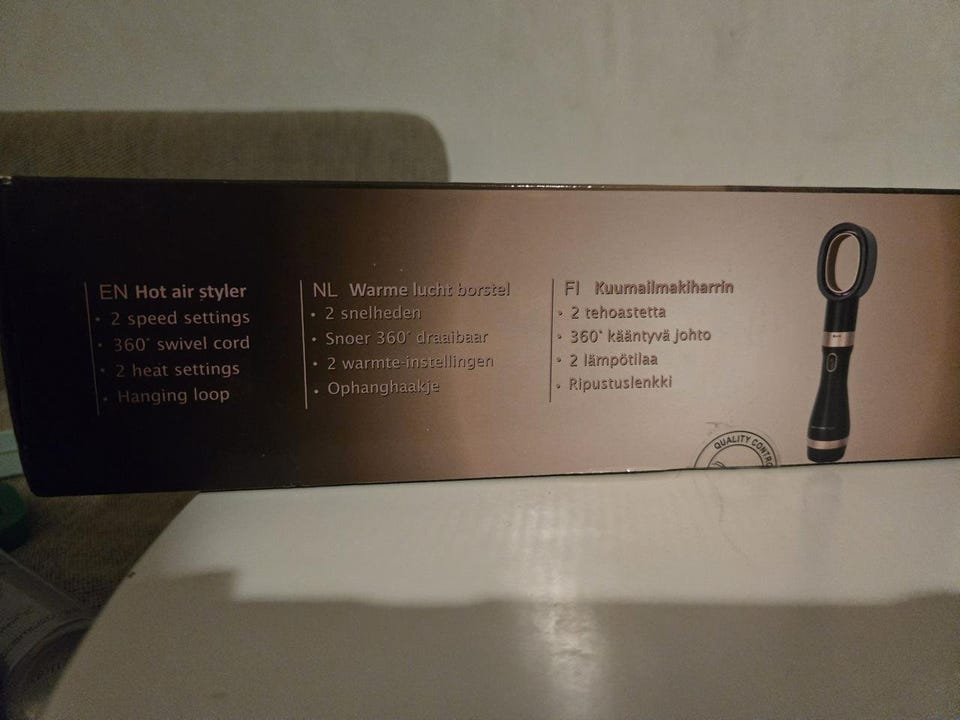 EN Hot air styler
• 2 speed settings
• 360° swivel cord
• 2 heat settings
• Hanging loop
NL Warme lucht borstel
• 2 snelheden
• Snoer 360° draaibaar
• 2 warmte-instellingen
• Ophanghaakje
FI Kuumailmakiharrin
• 2 tehoastetta
• 360° kääntyvä johto
• 2 lämpötilaa
• Ripustuslenkki
QUALITY CONTRO